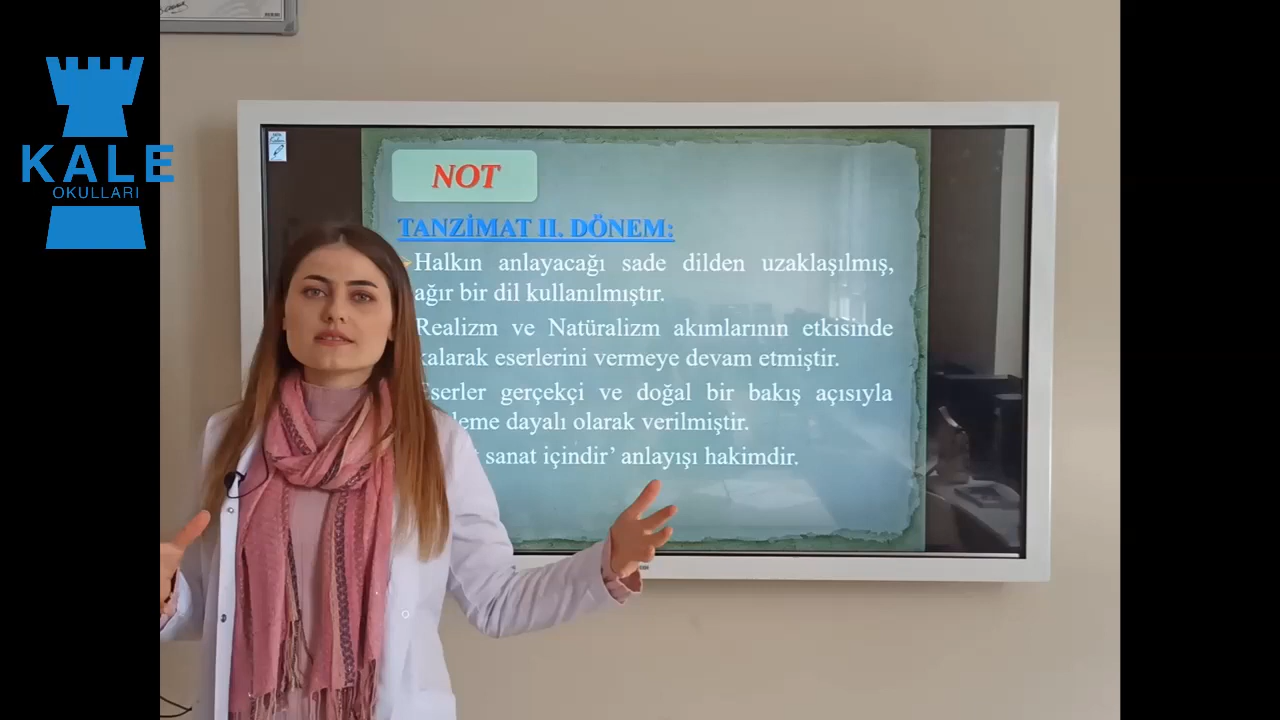 KALE
OKULLARI
NOT
TANZİMAT II. DÖNEM:
Halkın anlayacağı sade dilden uzaklaşılmış,
ağır bir dil kullanılmıştır.
Realizm ve Natüralizm akımlarının etkisinde
kalarak eserlerini vermeye devam etmiştir.
Eserler gerçekçi ve doğal bir bakış açısıyla
dayalı olarak verilmiştir.
sanat içindir’ anlayışı hakimdir.